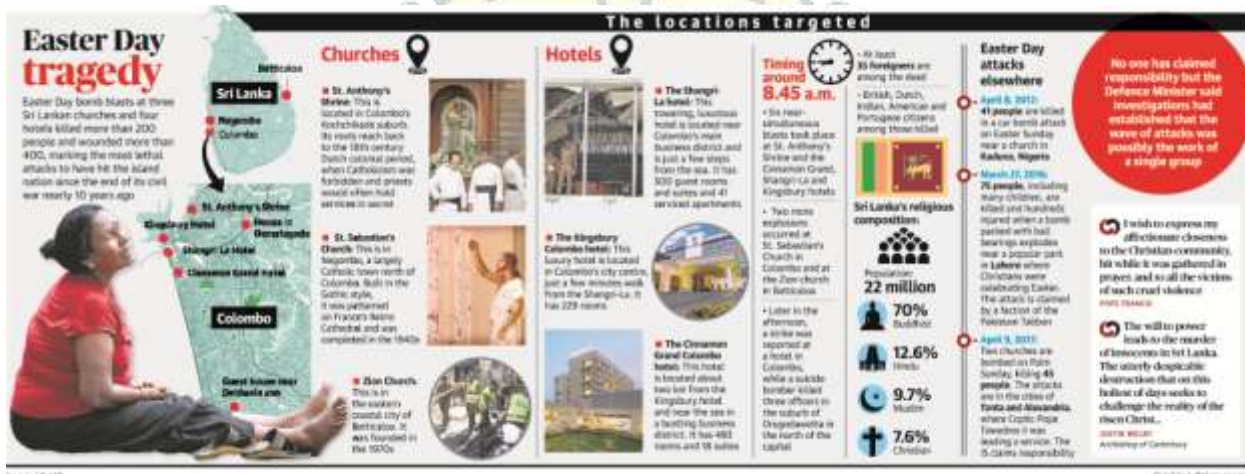 The locations targeted
Easter Day
tragedy
Easter Day bomb blasts at three
Sri Lankan churches and four
hotels killed more than 200
people and wounded more than
400, marking the most lethal
attacks to have hit the island
nation since the end of its civil
war nearly 10 years ago
Batticaloa
Sri Lanka
Negombo
Colombo
St. Anthony's Shrine
Kingsbury Hotel
House in
Shangri La Hotel
Cinnamon Grand Hotel
Colombo
Guest house near
Churches
St. Anthony's
Shrine: This is
located in Colombo's
Kochchikade suburb.
Its roots reach back
to the 18th century
Dutch colonial period,
when Catholicism was
forbidden and priests
would often hold
services in secret
St. Sebastian's
Church: This is in
Negombo, a largely
Catholic town north of
Colombo. Built in the
Gothic style,
it was patterned
on France's Reims
Cathedral and was
completed in the 1940s
Zion Church:
This is in
the eastern
coastal city of
Batticaloa. It
was founded in
the 1970s
Hotels
The Shangri-
La hotel: This
towering, luxurious
hotel is located near
Colombo's main
business district and
is just a few steps
from the sea. It has
500 guest rooms
and suites and 41
serviced apartments
The Kingsbury
Colombo hotel: This
luxury hotel is located
in Colombo's city centre,
just a few minutes walk
from the Shangri-La. It
has 229 rooms
The Cinnamon
Grand Colombo
hotel: This hotel
is located about
two km from the
Kingsbury hotel
and near the sea in
a bustling business
district. It has 483
rooms and 18 suites
Timing
around
8.45 a.m.
Six near-
simultaneous
blasts took place
at St. Anthony's
Shrine and the
Cinnamon Grand,
Shangri-La and
Kingsbury hotels
Two more
explosions
occurred at
St. Sebastian's
Church in
Colombo and at
the Zion church
in Batticaloa
Later in the
afternoon,
a strike was
reported at
a hotel in
Colombo,
while a suicide
bomber killed
three officers in
the suburb of
Orugodawatta in
the north of the
capital
At least
35 foreigners are
among the dead
British, Dutch,
Indian, American and
Portugese citizens
among those killed
Sri Lanka's religious
composition:
Population:
22 million
70%
Buddhist
12.6%
Hindu
9.7%
Muslim
7.6%
Christian
Easter Day
attacks
elsewhere
April 8, 2012:
41 people are killed
in a car bomb attack
on Easter Sunday
near a church in
Kaduna, Nigeria
March 27, 2016:
75 people, including
many children, are
killed and hundreds
injured when a bomb
packed with ball
bearings explodes
near a popular park
in Lahore where
Christians were
celebrating Easter.
The attack is claimed
by a faction of the
Pakistani Taliban
April 9, 2017:
Two churches are
bombed on Palm
Sunday, killing 45
people. The attacks
are in the cities of
Tanta and Alexandria,
where Coptic Pope
Tawadros II was
leading a service. The
IS claims responsibility
No one has claimed
responsibility but the
Defence Minister said
investigations had
established that the
wave of attacks was
possibly the work of
a single group
I wish to express my
affectionate closeness
to the Christian community,
hit while it was gathered in
prayer, and to all the victims
of such cruel violence
POPE FRANCIS
The will to power
leads to the murder
of innocents in Sri Lanka.
The utterly despicable
destruction that on this
holiest of days seeks to
challenge the reality of the
risen Christ...
JUSTIN WELBY
Archbishop of Canterbury